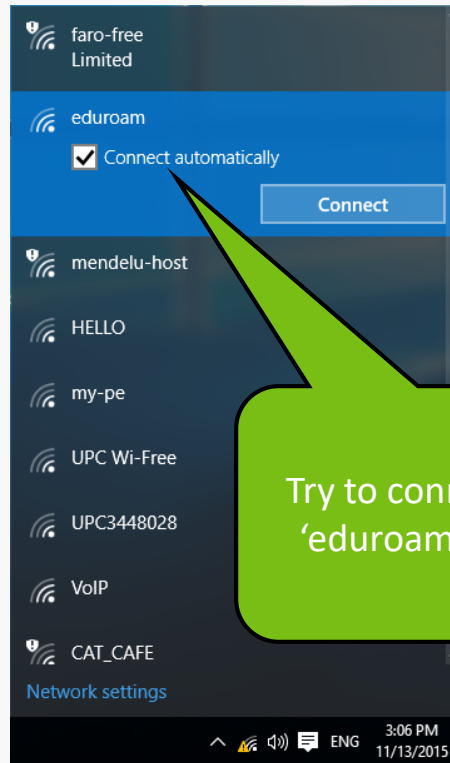 faro-free
Limited
eduroam
Connect automatically
Connect
mendelu-host
HELLO
my-pe
UPC Wi-Free
UPC3448028
VoIP
CAT_CAFE
Network settings
Try to
'eduroam
ENG
3:06 PM
11/13/2015